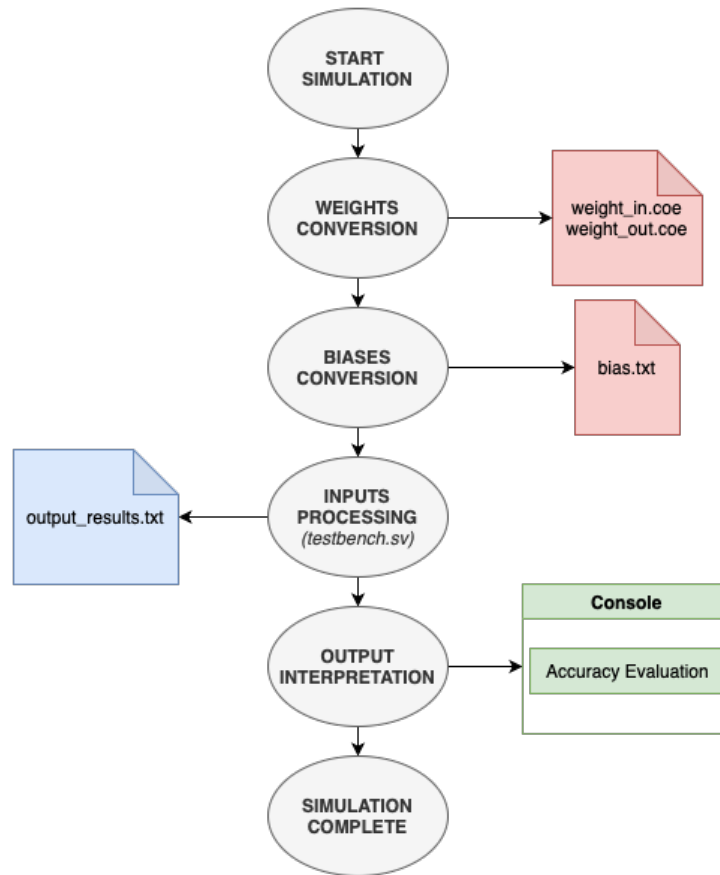 START
SIMULATION
WEIGHTS
CONVERSION
weight_in.coe
weight_out.coe
BIASES
CONVERSION
bias.txt
INPUTS
PROCESSING
(testbench.sv)
output_results.txt
OUTPUT
INTERPRETATION
Console
Accuracy Evaluation
SIMULATION
COMPLETE